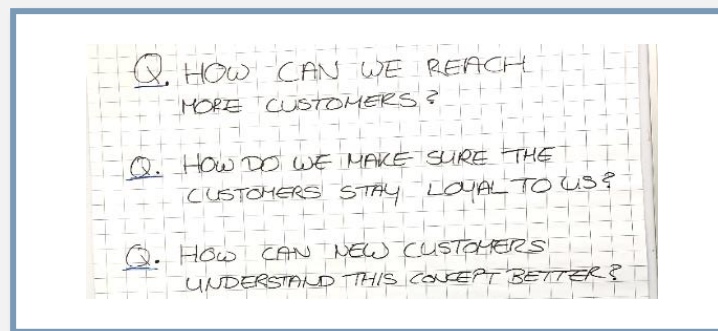 Q. HOW CAN WE REACH
MORE CUSTOMERS?
Q. HOW DO WE MAKE SURE THE
CUSTOMERS STAY LOYAL TO US?
Q. HOW CAN NEW CUSTOMERS
UNDERSTAND THIS CONCEPT BETTER?